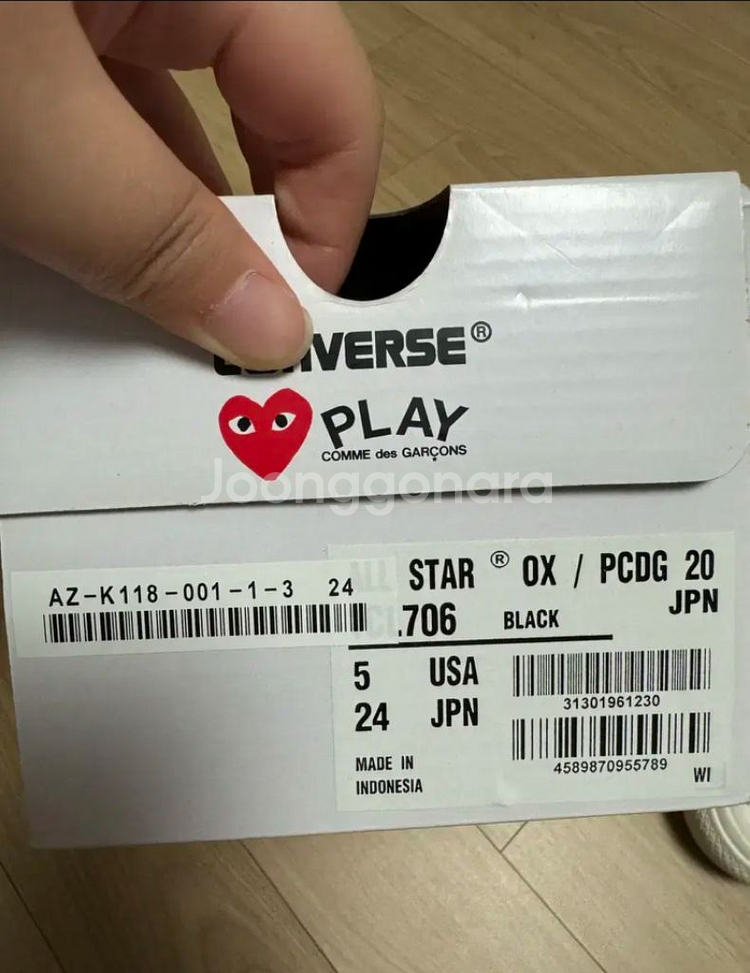 VERSE®
PLAY
COMME des GARÇONS
Joonggonara
AZ-K118-001-1-3 24
STAR ® OX / PCDG 20
JPN
.706 BLACK
5 USA
24 JPN
31301961230
4589870955789
MADE IN
INDONESIA
WI